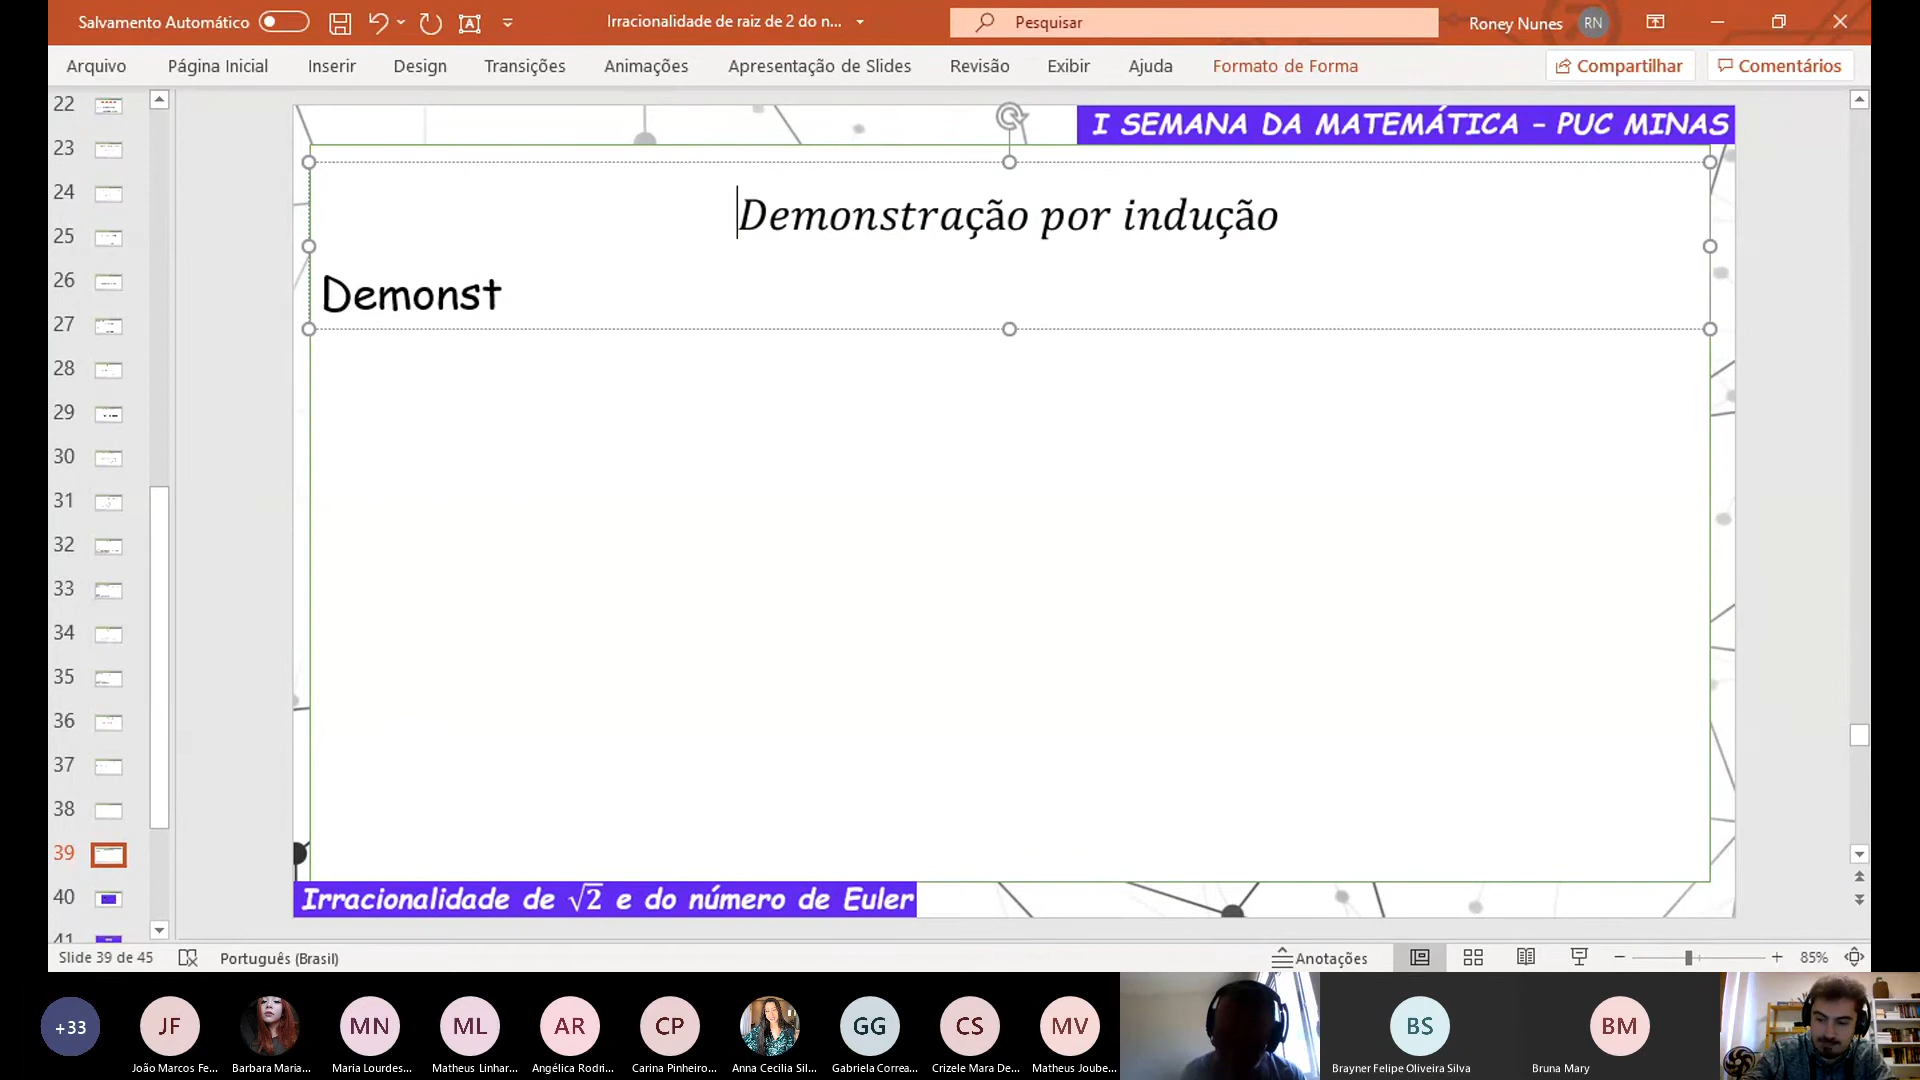 Salvamento Automático
Irracionalidade de raiz de 2 do n...
Pesquisar
Roney Nunes
RN
Arquivo
Página Inicial
Inserir
Design
Transições
Animações
Apresentação de Slides
Revisão
Exibir
Ajuda
Formato de Forma
Compartilhar
Comentários
22
23
24
25
26
27
28
29
30
31
32
33
34
35
36
37
38
39
40
41
I SEMANA DA MATEMÁTICA – PUC MINAS
Demonstração por indução
Demonst
Irracionalidade de √2 e do número de Euler
Slide 39 de 45
Português (Brasil)
Anotações
85%
+33
JF
MN
ML
AR
CP
GG
CS
MV
BS
BM
João Marcos Fe...
Barbara Maria...
Maria Lourdes...
Matheus Linhar...
Angélica Rodri...
Carina Pinheiro...
Anna Cecilia Sil...
Gabriela Correa...
Crizele Mara De...
Matheus Joube...
Brayner Felipe Oliveira Silva
Bruna Mary